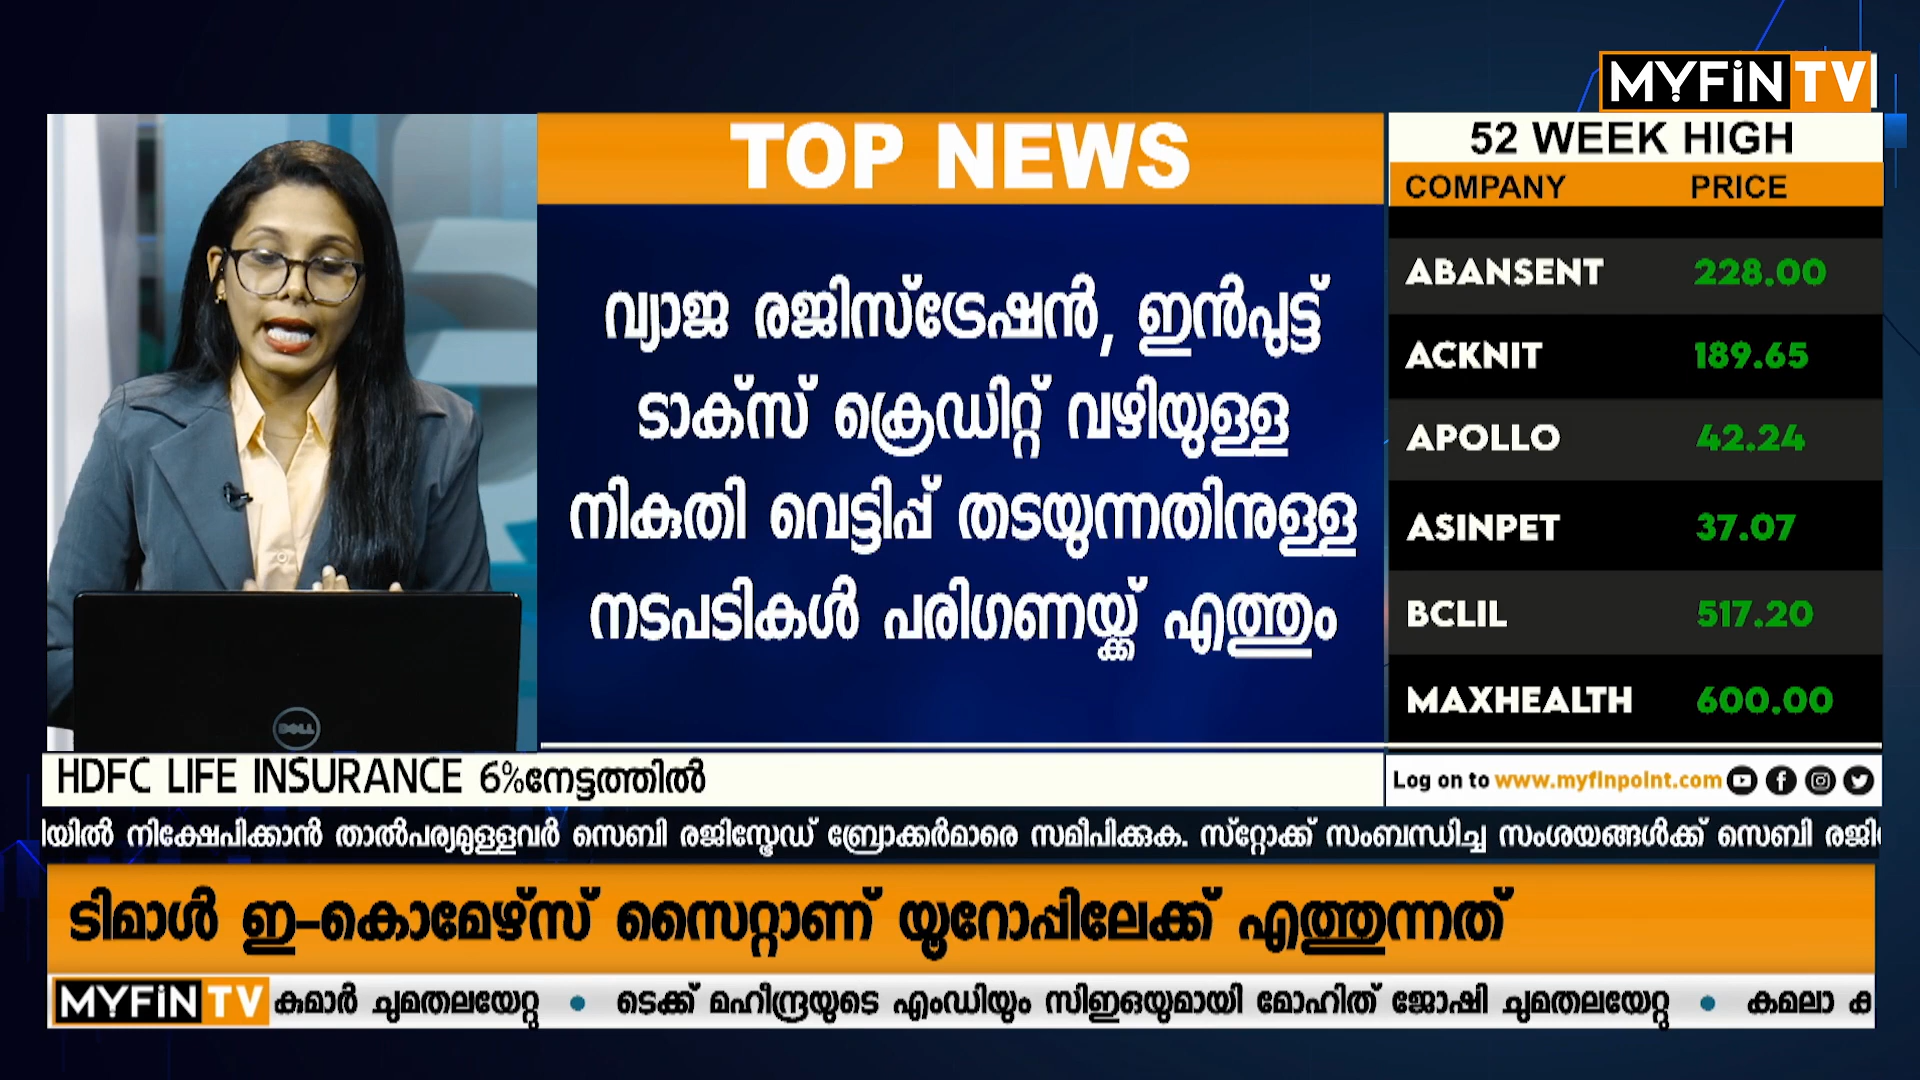 MYFiN TV
TOP NEWS
വ്യാജ രജിസ്ട്രേഷൻ, ഇൻപുട്ട്
ടാക്സ് ക്രെഡിറ്റ് വഴിയുള്ള
നികുതി വെട്ടിപ്പ് തടയുന്നതിനുള്ള
നടപടികൾ പരിഗണയ്ക്ക് എത്തും
52 WEEK HIGH
COMPANY PRICE
ABANSENT 228.00
ACKNIT 189.65
APOLLO 42.24
ASINPET 37.07
BCLIL 517.20
MAXHEALTH 600.00
DELL
HDFC LIFE INSURANCE 6%നേട്ടത്തിൽ
Log on to www.myfinpoint.com
യിൽ നിക്ഷേപിക്കാൻ താൽപര്യമുള്ളവർ സെബി രജിസ്ട്രേഡ് ബ്രോക്കർമാരെ സമീപിക്കുക. സ്റ്റോക്ക് സംബന്ധിച്ച സംശയങ്ങൾക്ക് സെബി രജി
ടിമാൾ ഇ-കൊമേഴ്സ് സൈറ്റാണ് യൂറോപ്പിലേക്ക് എത്തുന്നത്
MYFiN TV കുമാർ ചുമതലയേറ്റു • ടെക്ക് മഹീന്ദ്രയുടെ എംഡിയും സിഇഒയുമായി മോഹിത് ജോഷി ചുമതലയേറ്റു • കമലാ ക